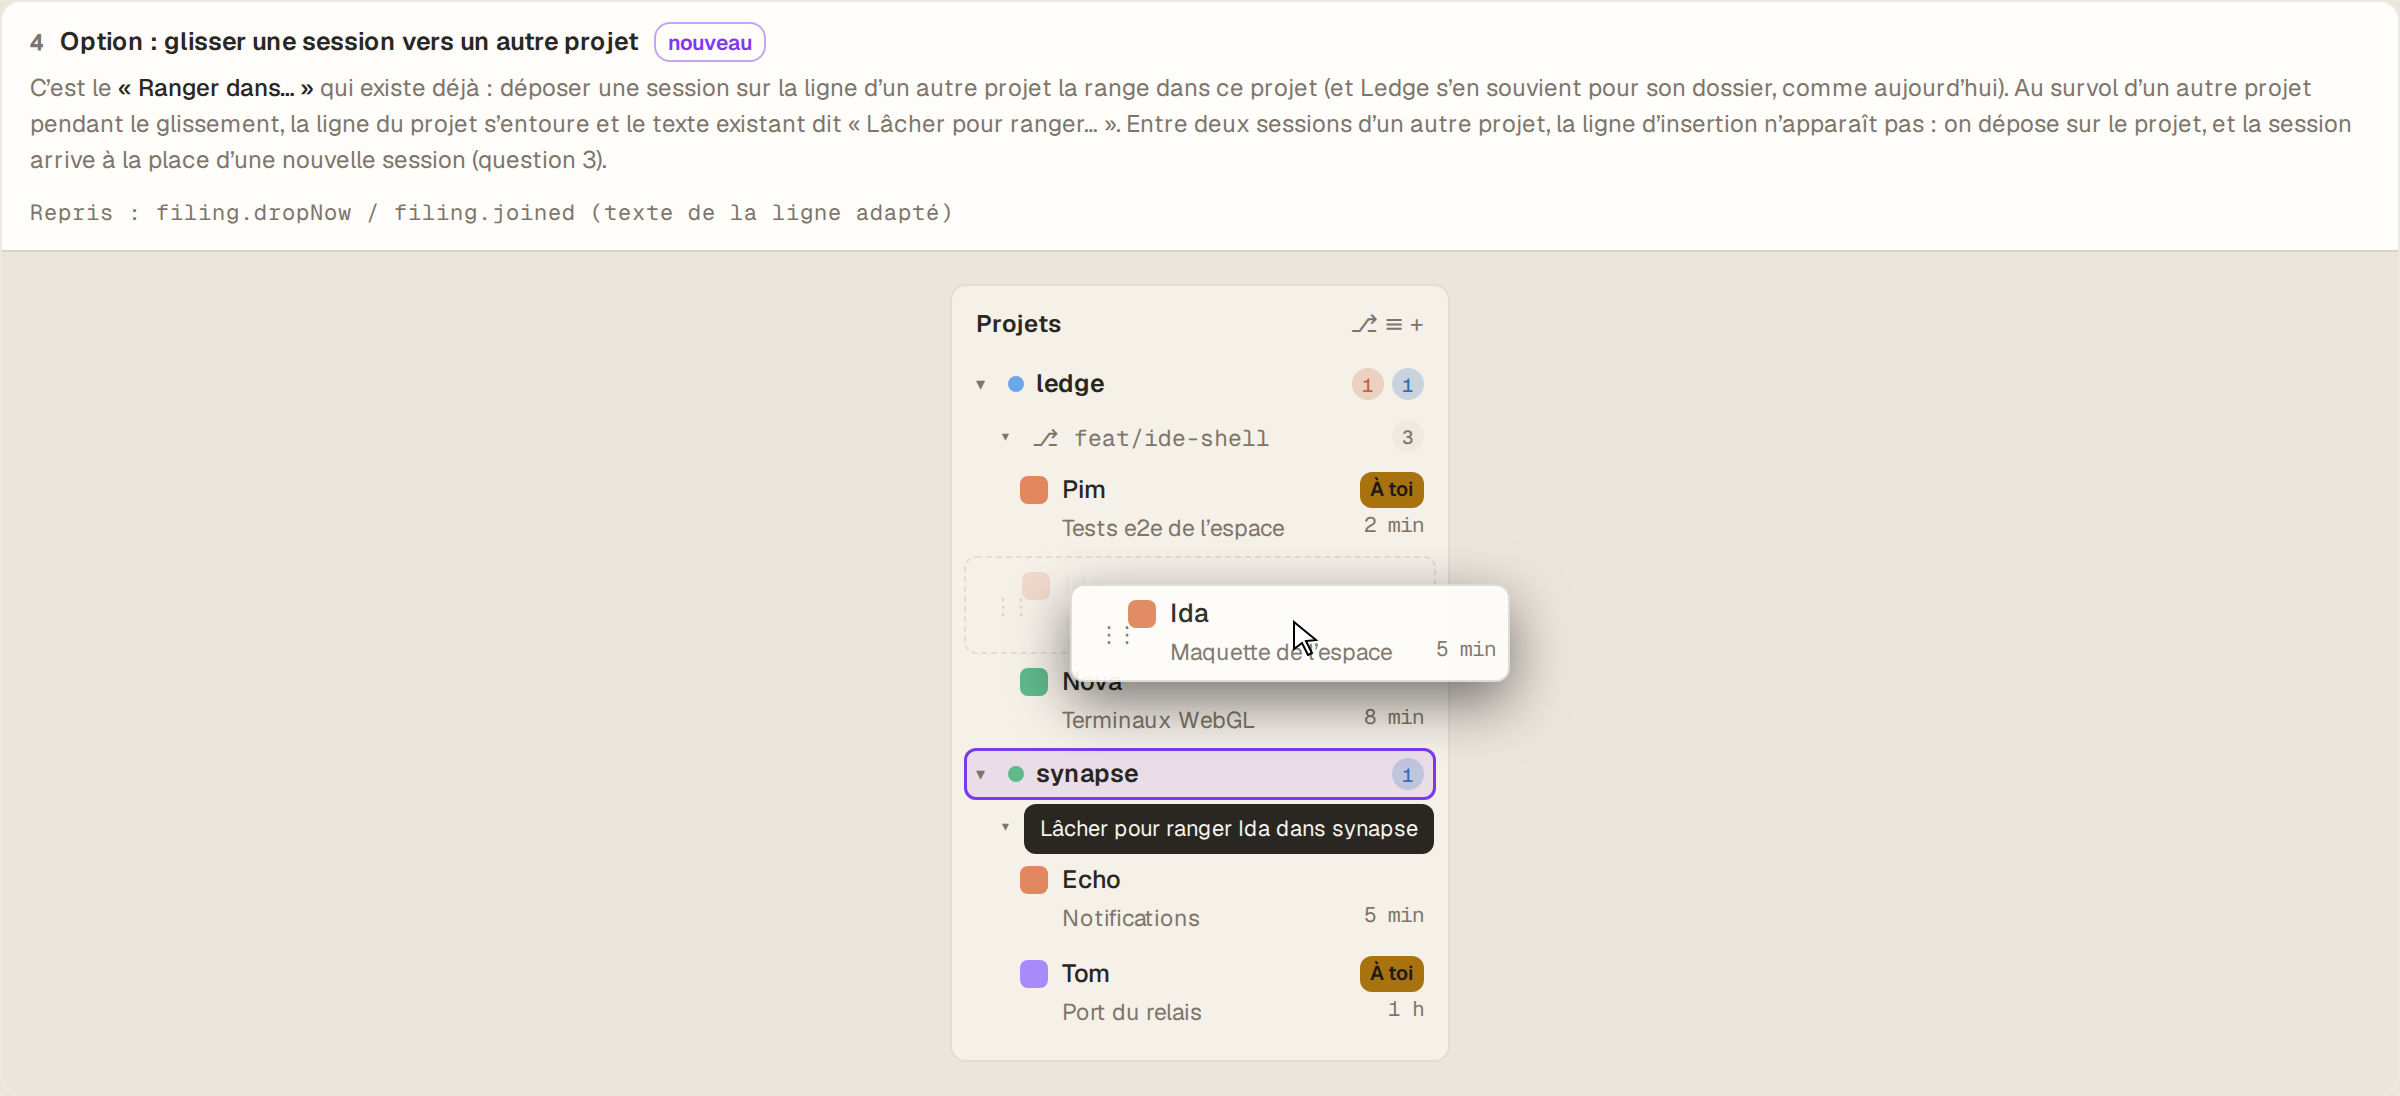 4 Option : glisser une session vers un autre projet nouveau
C’est le « Ranger dans… » qui existe déjà : déposer une session sur la ligne d’un autre projet la range dans ce projet (et Ledge s’en souvient pour son dossier, comme aujourd’hui). Au survol d’un autre projet
pendant le glissement, la ligne du projet s’entoure et le texte existant dit « Lâcher pour ranger… ». Entre deux sessions d’un autre projet, la ligne d’insertion n’apparaît pas : on dépose sur le projet, et la session
arrive à la place d’une nouvelle session (question 3).
Repris : filing.dropNow / filing.joined (texte de la ligne adapté)
Projets
ledge 1 1
feat/ide-shell 3
Pim À toi
Tests e2e de l’espace 2 min
Ida
Maquette de l’espace 5 min
Nova
Terminaux WebGL 8 min
synapse 1
Lâcher pour ranger Ida dans synapse
Echo
Notifications 5 min
Tom À toi
Port du relais 1 h